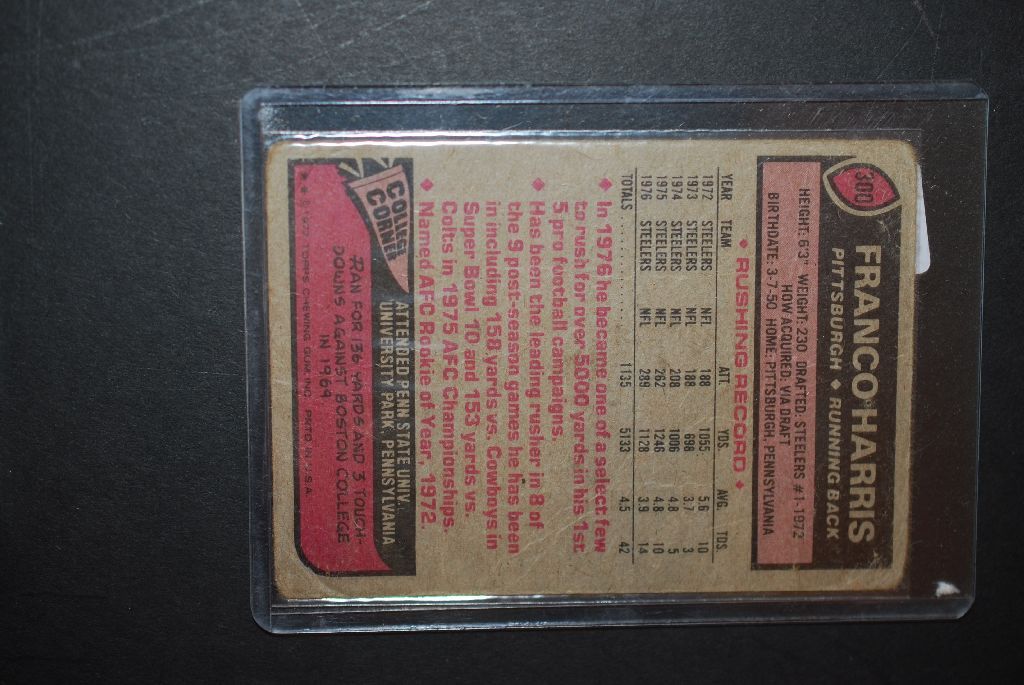 300
FRANCO HARRIS
PITTSBURGH ♦ RUNNING BACK
HEIGHT: 6'3" WEIGHT: 230 DRAFTED: STEELERS #1-1972
HOW ACQUIRED: VIA DRAFT
BIRTHDATE: 3-7-50 HOME: PITTSBURGH, PENNSYLVANIA
♦ RUSHING RECORD ♦
YEAR TEAM ATT. YDS. AVG. TDS.
1972 STEELERS NFL 188 1055 5.6 10
1973 STEELERS NFL 188 698 3.7 3
1974 STEELERS NFL 208 1006 4.8 5
1975 STEELERS NFL 262 1246 4.8 10
1976 STEELERS NFL 289 1128 3.9 14
TOTALS 1135 5133 4.5 42
♦ In 1976 he became one of a select few
to rush for over 5,000 yards in his 1st
5 pro football campaigns.
♦ Has been the leading rusher in 8 of
the 9 post-season games he has been
in including 158 yards vs. Cowboys in
Super Bowl 10 and 153 yards vs.
Colts in 1975 AFC Championships.
♦ Named AFC Rookie of Year, 1972.
COLLEGE
CORNER
ATTENDED PENN STATE UNIV.
UNIVERSITY PARK, PENNSYLVANIA
RAN FOR 136 YARDS AND 3 TOUCH-
DOWNS AGAINST BOSTON COLLEGE
IN 1969
* * © 1977 TOPPS CHEWING GUM, INC. PRTD. IN U.S.A.